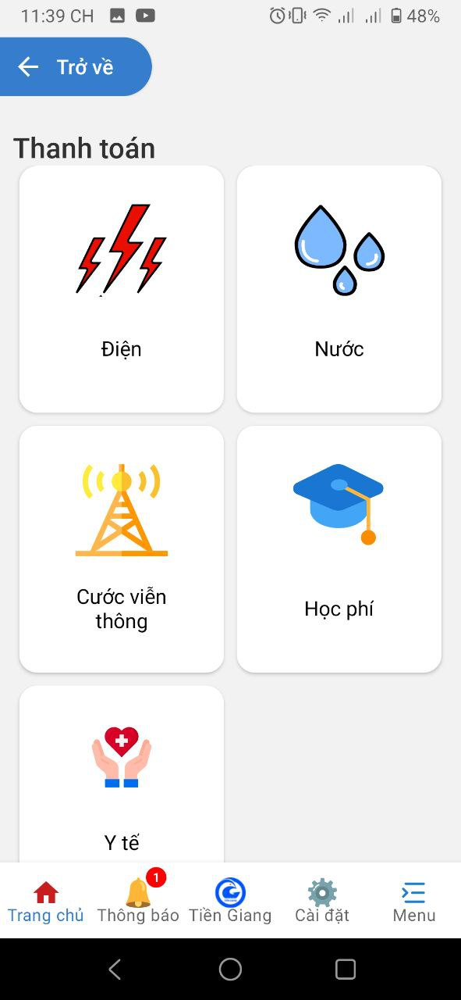 11:39 CH
48%
Trở về
Thanh toán
Điện
Nước
Cước viễn
thông
Học phí
Y tế
1
Trang chủ
Thông báo
Tiền Giang
Cài đặt
Menu